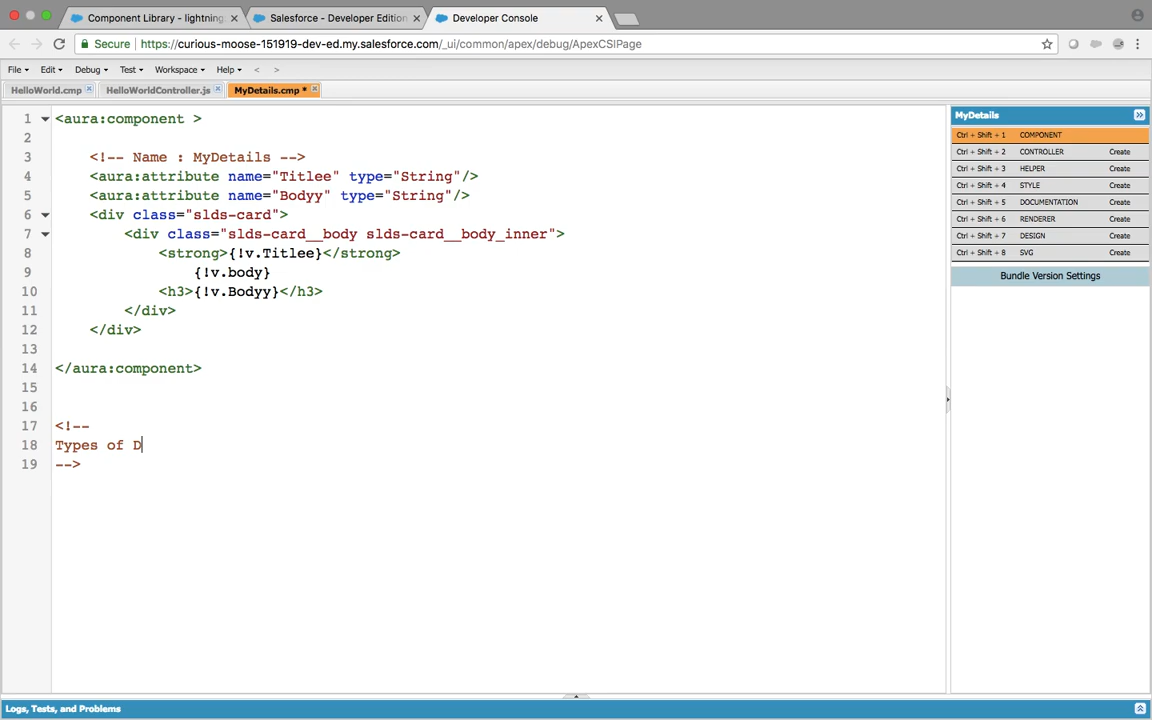 Component Library - lightning
Salesforce - Developer Edition
Developer Console
Secure https://curious-moose-151919-dev-ed.my.salesforce.com/_ui/common/apex/debug/ApexCSIPage
File Edit Debug Test Workspace Help < >
HelloWorld.cmp HelloWorldController.js MyDetails.cmp *
1 <aura:component >
2
3 <!-- Name : MyDetails -->
4 <aura:attribute name="Titlee" type="String"/>
5 <aura:attribute name="Bodyy" type="String"/>
6 <div class="slds-card">
7 <div class="slds-card__body slds-card__body_inner">
8 <strong>{!v.Titlee}</strong>
9 {!v.body}
10 <h3>{!v.Bodyy}</h3>
11 </div>
12 </div>
13
14 </aura:component>
15
16
17 <!--
18 Types of D
19 -->
MyDetails
Ctrl + Shift + 1 COMPONENT
Ctrl + Shift + 2 CONTROLLER Create
Ctrl + Shift + 3 HELPER Create
Ctrl + Shift + 4 STYLE Create
Ctrl + Shift + 5 DOCUMENTATION Create
Ctrl + Shift + 6 RENDERER Create
Ctrl + Shift + 7 DESIGN Create
Ctrl + Shift + 8 SVG Create
Bundle Version Settings
Logs, Tests, and Problems